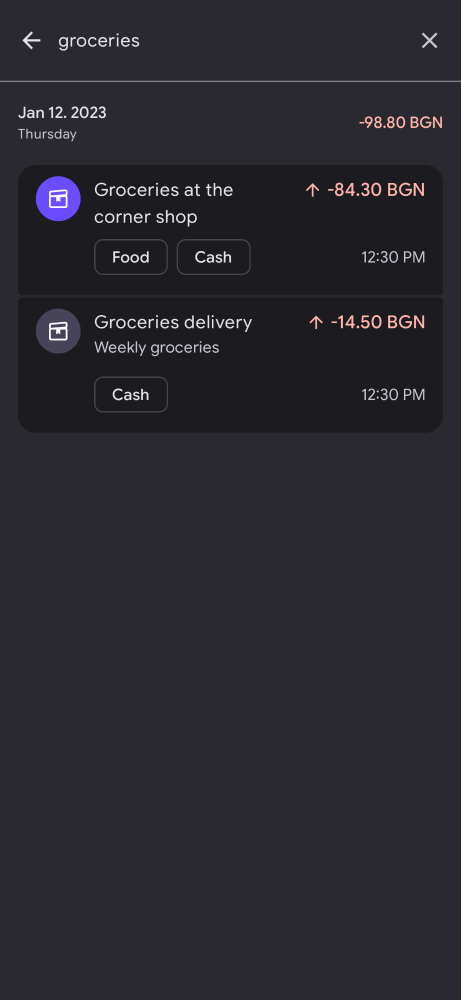 groceries
Jan 12. 2023
Thursday
-98.80 BGN
Groceries at the
corner shop
-84.30 BGN
Food
Cash
12:30 PM
Groceries delivery
-14.50 BGN
Weekly groceries
Cash
12:30 PM